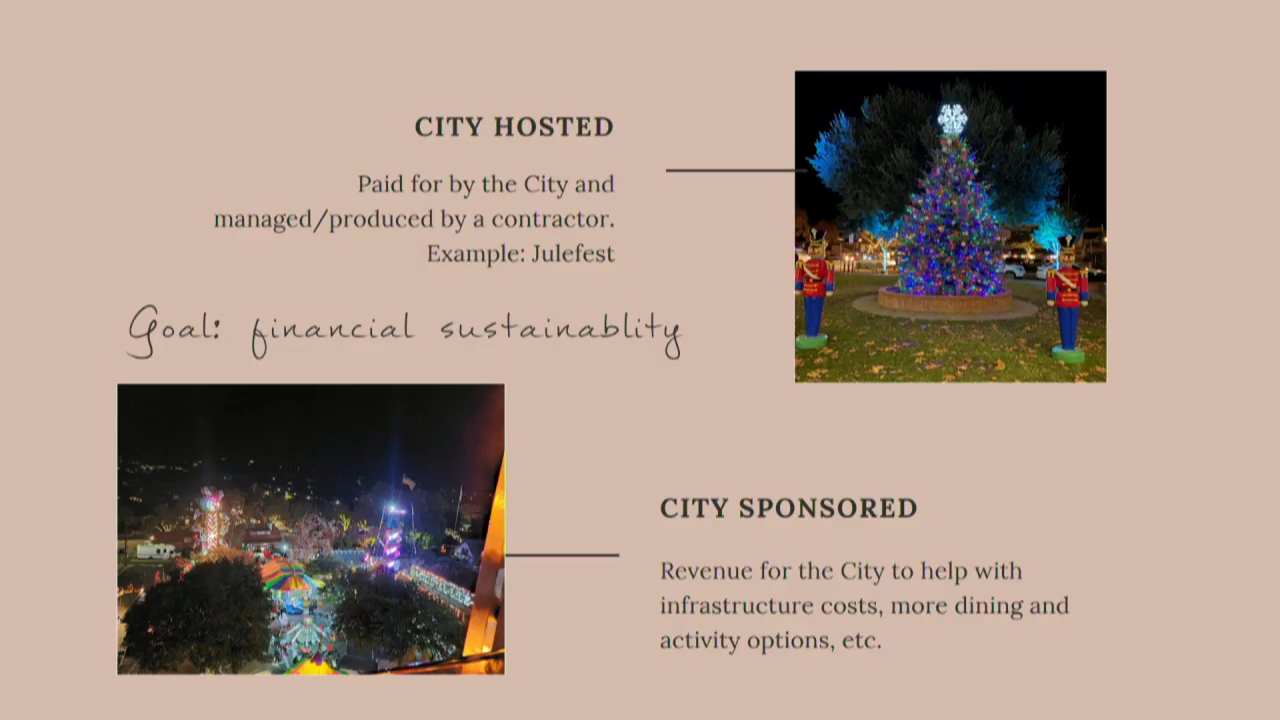 CITY HOSTED
Paid for by the City and
managed/produced by a contractor.
Example: Julefest
Goal: financial sustainablity
CITY SPONSORED
Revenue for the City to help with
infrastructure costs, more dining and
activity options, etc.